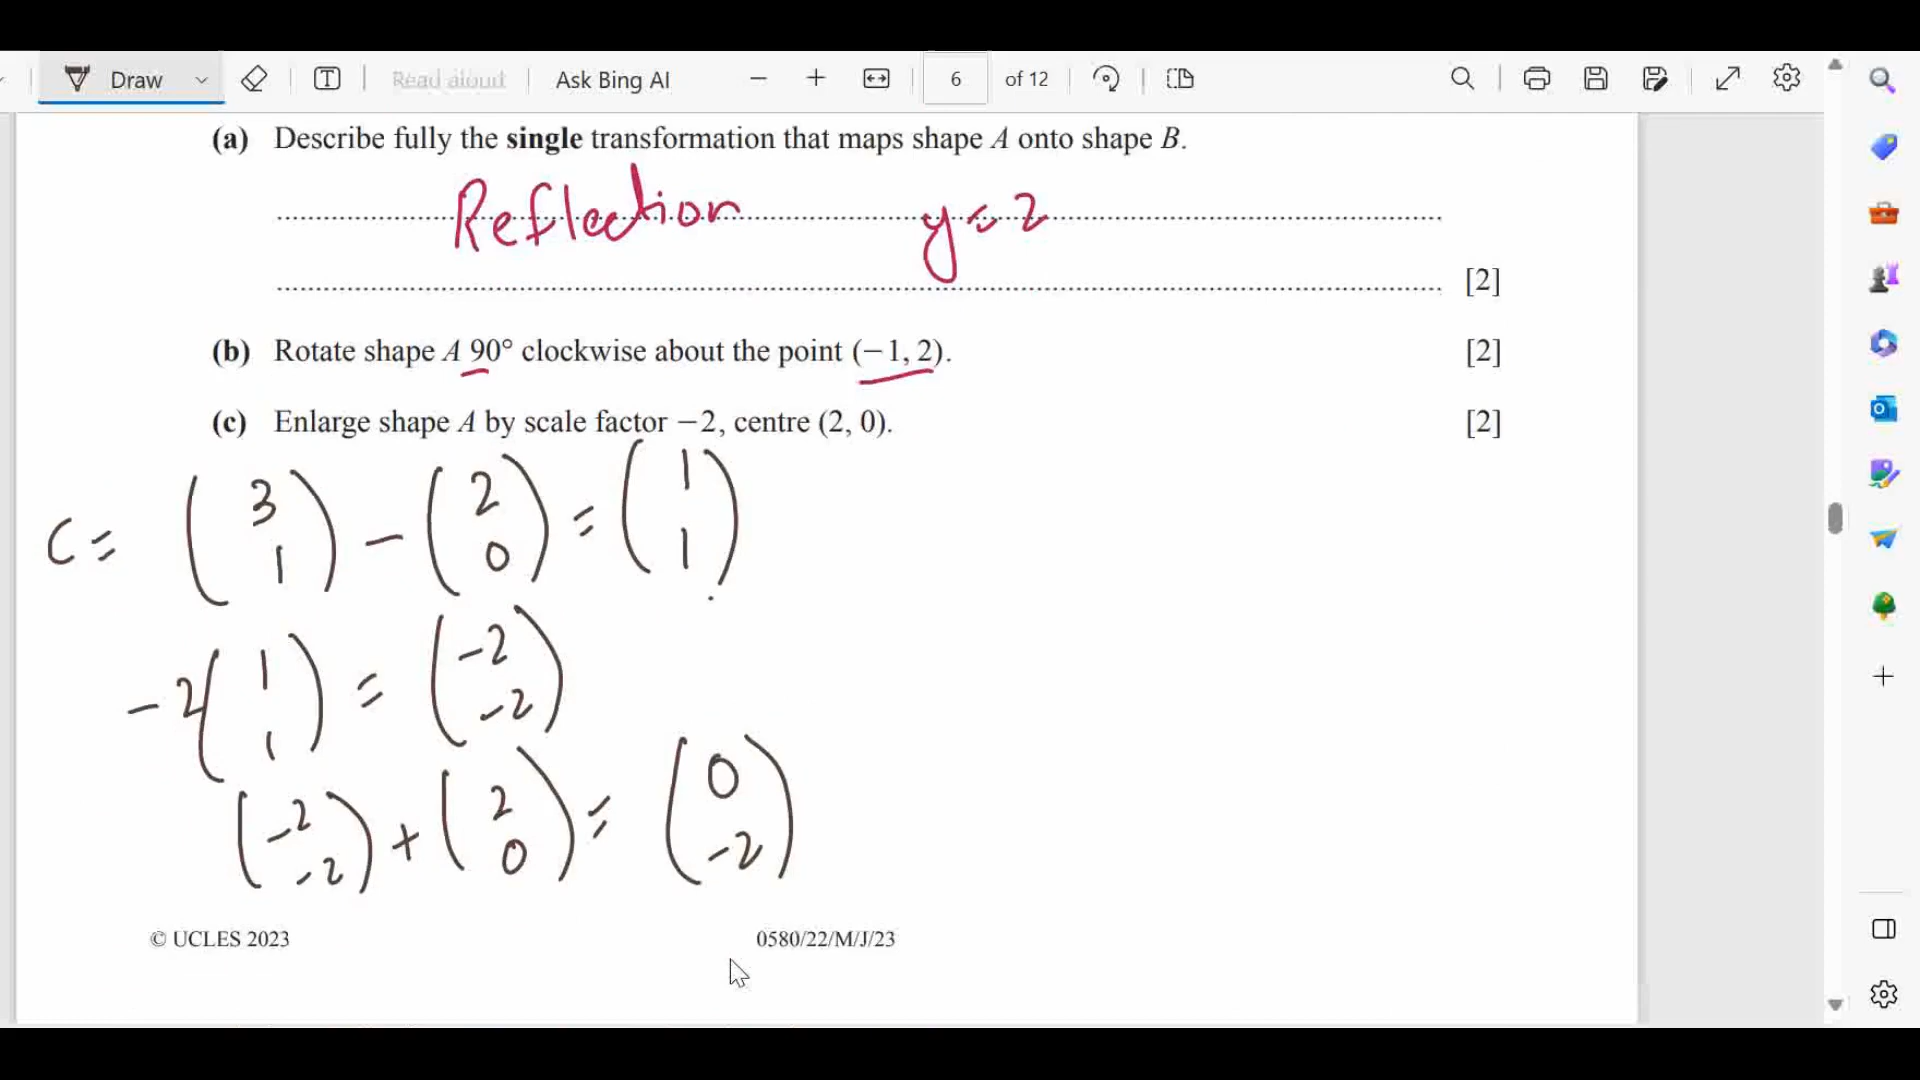 Draw
Read aloud
Ask Bing AI
6 of 12
(a) Describe fully the single transformation that maps shape A onto shape B.
Reflection y = 2
[2]
(b) Rotate shape A 90° clockwise about the point (−1, 2). [2]
(c) Enlarge shape A by scale factor −2, centre (2, 0). [2]
C = (3 1) − (2 0) = (1 1)
-2 (1 1) = (-2 -2)
(-2 -2) + (2 0) = (0 -2)
© UCLES 2023
0580/22/M/J/23